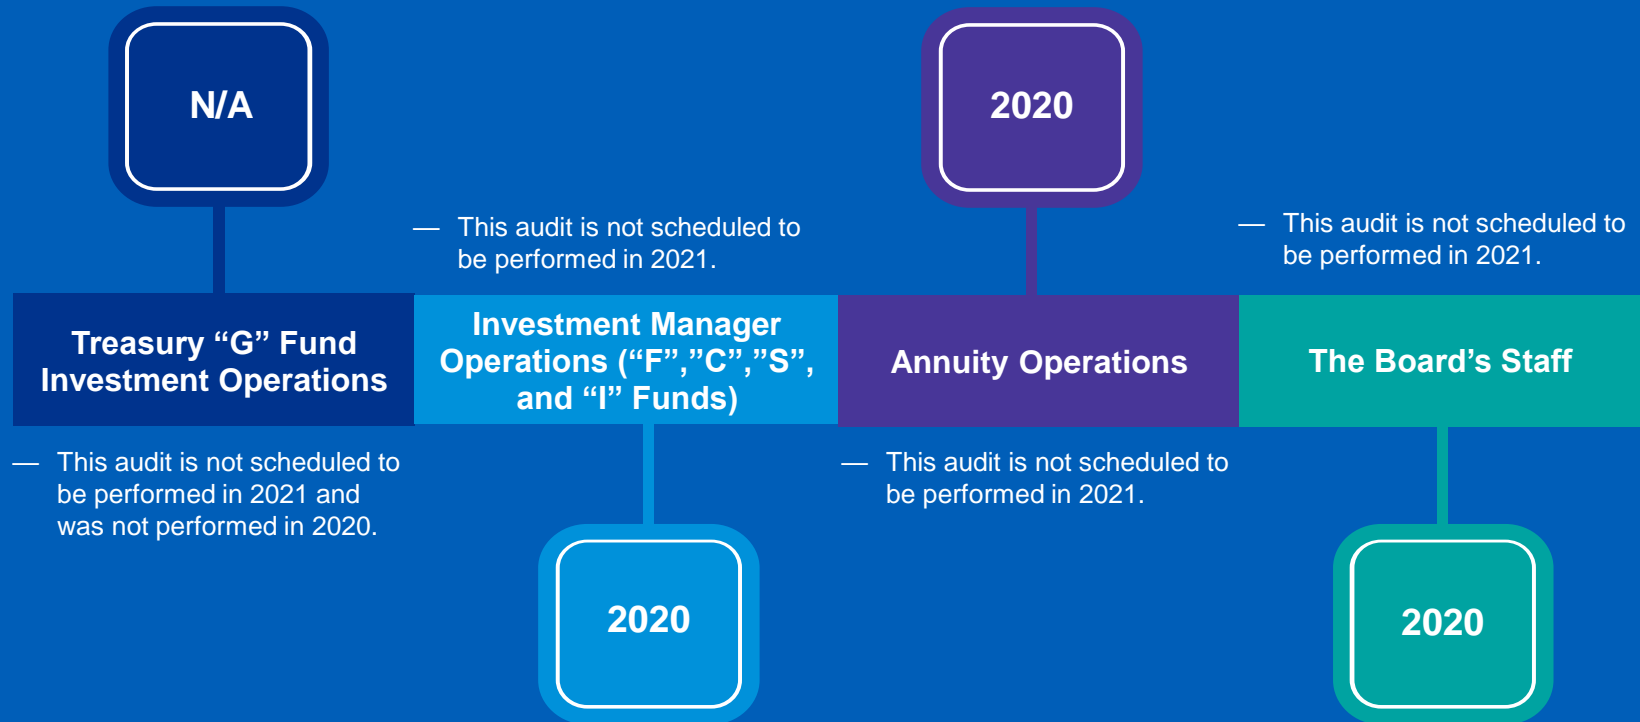 N/A
2020
— This audit is not scheduled to
be performed in 2021.
— This audit is not scheduled to
be performed in 2021.
Treasury “G” Fund
Investment Operations
Investment Manager
Operations (“F”,”C”,”S”,
and “I” Funds)
Annuity Operations
The Board’s Staff
— This audit is not scheduled to
be performed in 2021 and
was not performed in 2020.
— This audit is not scheduled to
be performed in 2021.
2020
2020